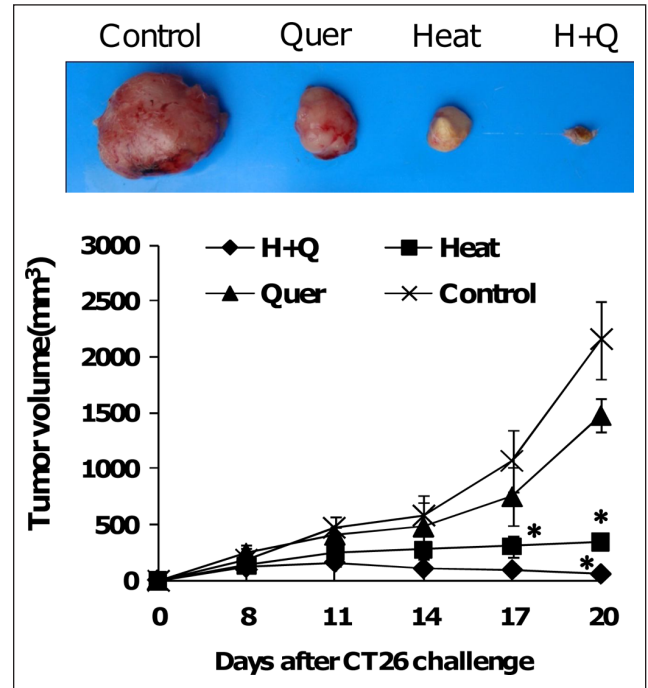 Control Quer Heat H+Q
H+Q Heat
Quer Control
Tumor volume(mm³)
3000
2500
2000
1500
1000
500
0
*
*
*
0 8 11 14 17 20
Days after CT26 challenge